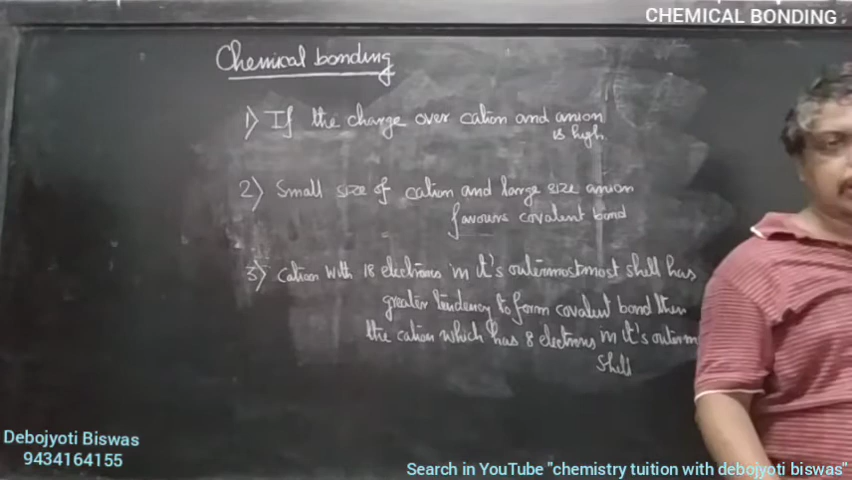 CHEMICAL BONDING
Chemical bonding
1) If the charge over cation and anion
is high.
2) Small size of cation and large size anion
favours covalent bond
3) Cation with 18 electrons in it's outermostmost shell has
greater tendency to form covalent bond then
the cation which has 8 electrons in it's outerm
shell
Debojyoti Biswas
9434164155
Search in YouTube "chemistry tuition with debojyoti biswas"